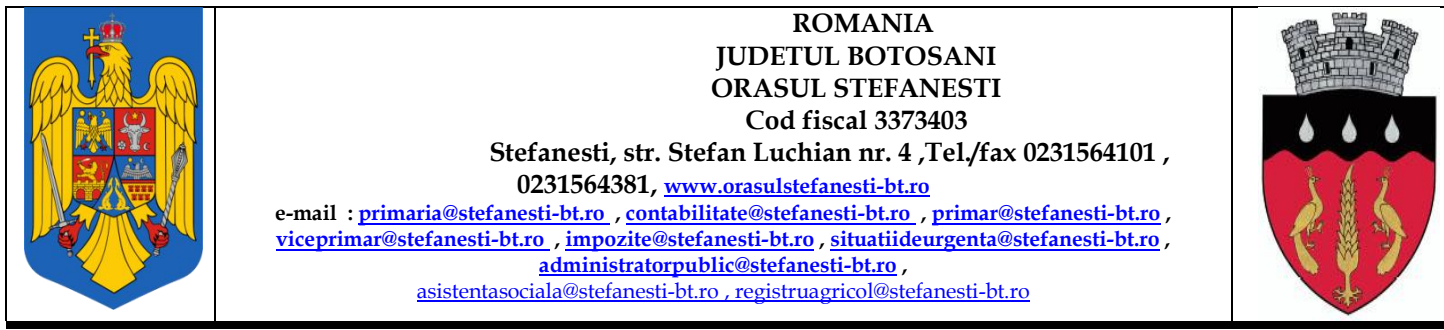 ROMANIA
JUDETUL BOTOSANI
ORASUL STEFANESTI
Cod fiscal 3373403
Stefanesti, str. Stefan Luchian nr. 4 ,Tel./fax 0231564101 ,
0231564381, www.orasulstefanesti-bt.ro
e-mail : primaria@stefanesti-bt.ro , contabilitate@stefanesti-bt.ro , primar@stefanesti-bt.ro ,
viceprimar@stefanesti-bt.ro , impozite@stefanesti-bt.ro , situatiideurgenta@stefanesti-bt.ro ,
administratorpublic@stefanesti-bt.ro ,
asistentasociala@stefanesti-bt.ro , registruagricol@stefanesti-bt.ro